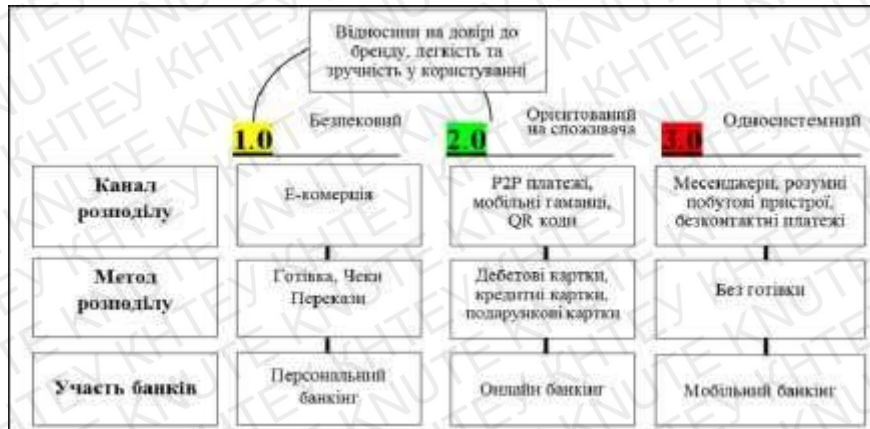 Відносини на довірі до
бренду, легкість та
зручність у користуванні
1.0
Безпековий
2.0
Орієнтований
на споживача
3.0
Односистемний
Канал
розподілу
Е-комерція
P2P платежі,
мобільні гаманці,
QR коди
Месенджери, розумні
побутові пристрої,
безконтактні платежі
Метод
розподілу
Готівка, Чеки
Перекази
Дебетові картки,
кредитні картки,
подарункові картки
Без готівки
Участь банків
Персональний
банкінг
Онлайн банкінг
Мобільний банкінг
КНТЕУ KNUTE